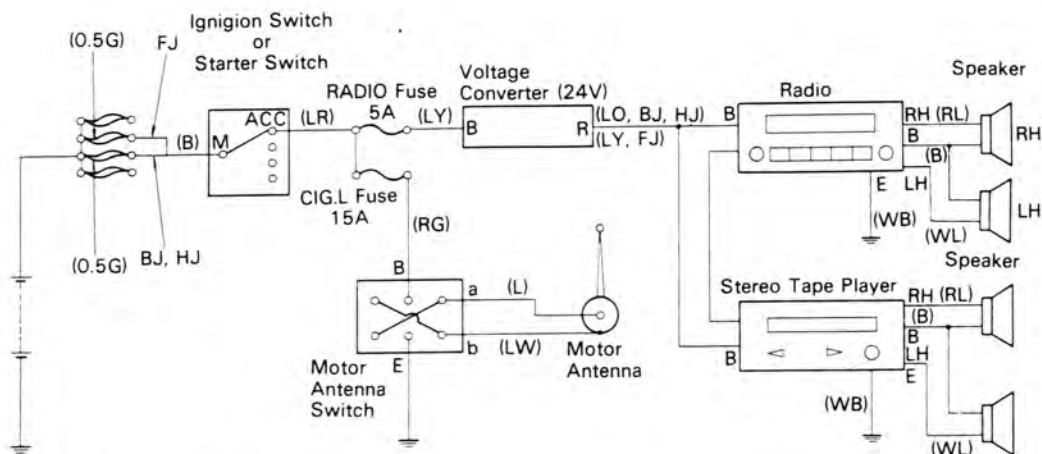 Ignigion Switch
or
Starter Switch
(0.5G)
FJ
(B)
M
ACC
(LR)
RADIO Fuse
5A
(LY)
CIG.L Fuse
15A
(RG)
(0.5G)
BJ, HJ
Voltage
Converter (24V)
B
R
(LO, BJ, HJ)
(LY, FJ)
Radio
B
RH (RL)
B
(B)
E
LH
(WB)
(WL)
Speaker
RH
LH
Speaker
B
a
(L)
b
(LW)
E
Motor
Antenna
Switch
Motor
Antenna
Stereo Tape Player
B
RH (RL)
(B)
B
LH
E
(WB)
(WL)